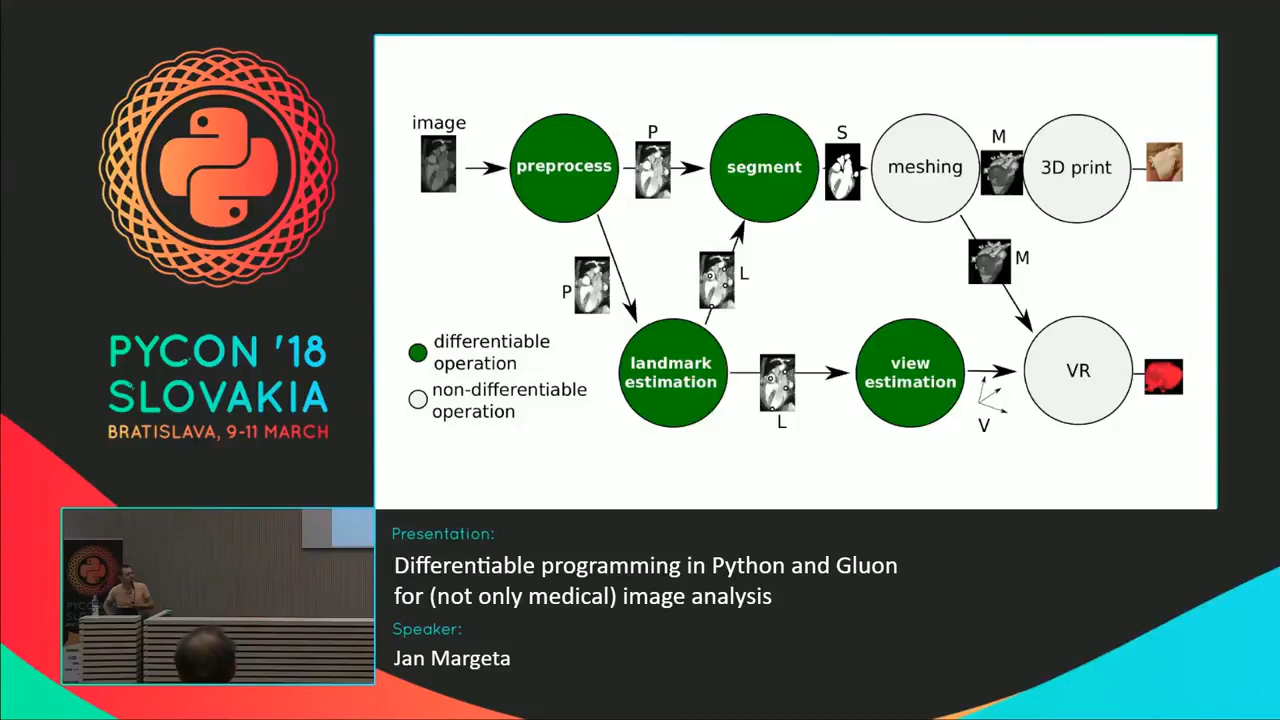 PYCON '18
SLOVAKIA
BRATISLAVA, 9-11 MARCH
image
preprocess
P
segment
S
meshing
M
3D print
P
L
M
differentiable
operation
non-differentiable
operation
landmark
estimation
L
view
estimation
V
VR
Presentation:
Differentiable programming in Python and Gluon
for (not only medical) image analysis
Speaker:
Jan Margeta